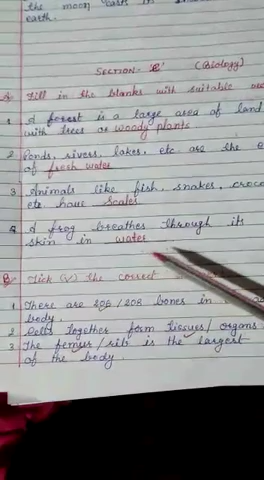 the moon
earth.
Section - 'C' (Biology)
Fill in the blanks with suitable
1 A forest is a large area of land
with trees or woody plants
2 Ponds, rivers, lakes, etc are the
of fresh water
3 Animals like fish, snakes, croc
etc have Scales
4 A frog breathes through its
skin in water
Tick (✓) the correct
1. There are 206/208 bones in
body.
2 Cells together form tissues/organs
3 The femur/rib is the largest
of the body.